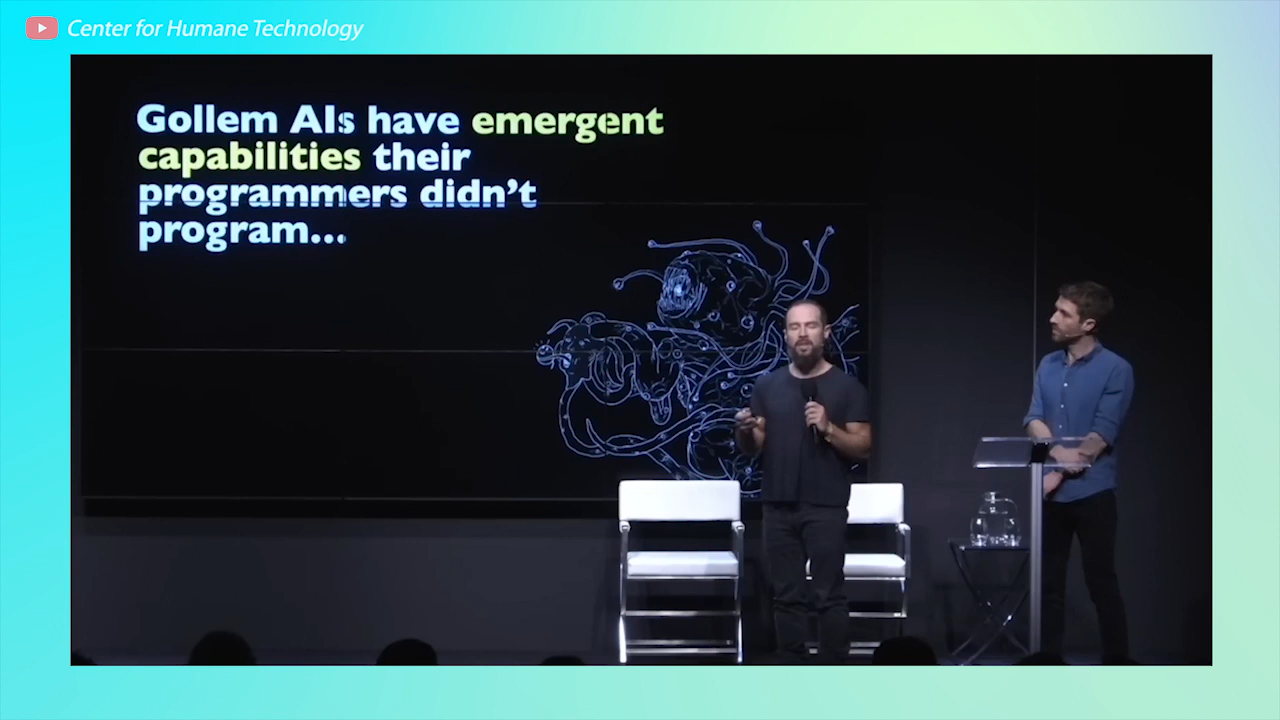 Center for Humane Technology
Gollem AIs have emergent
capabilities their
programmers didn't
program...